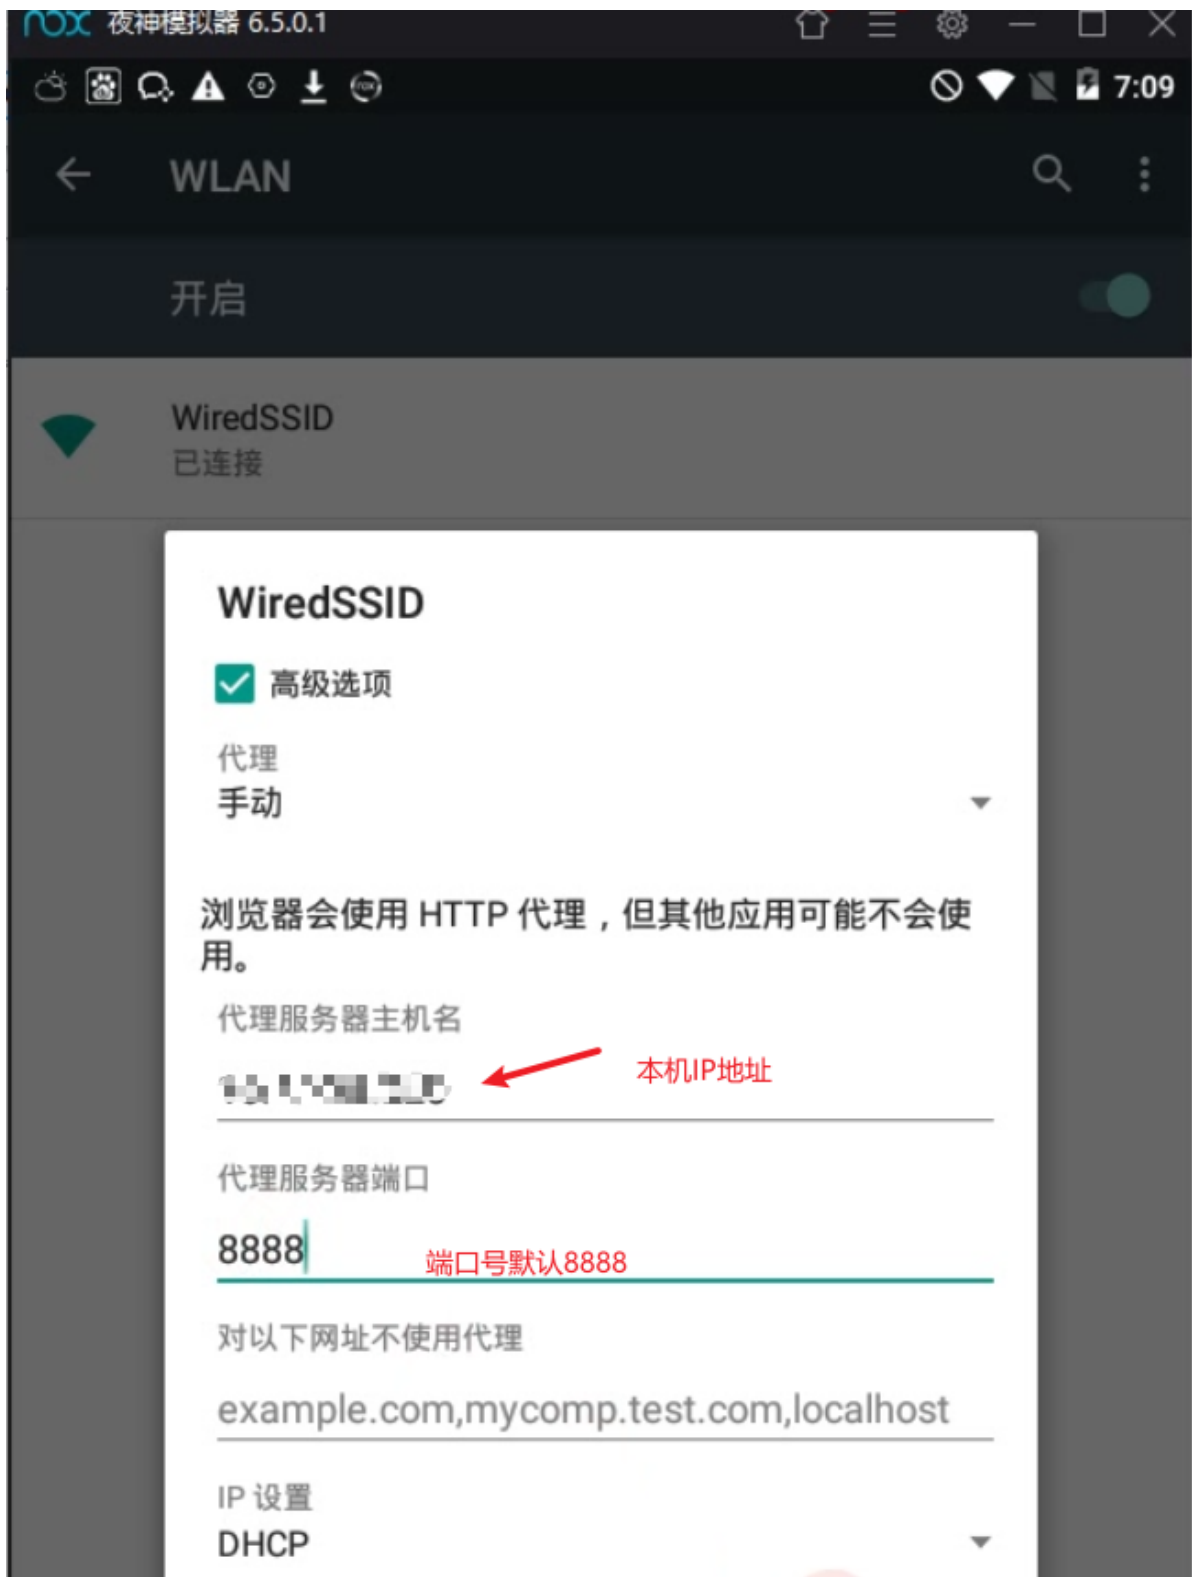 nox 夜神模拟器 6.5.0.1
7:09
WLAN
开启
WiredSSID
已连接
WiredSSID
高级选项
代理
手动
浏览器会使用 HTTP 代理，但其他应用可能不会使
用。
代理服务器主机名
本机IP地址
代理服务器端口
8888
端口号默认8888
对以下网址不使用代理
example.com,mycomp.test.com,localhost
IP 设置
DHCP